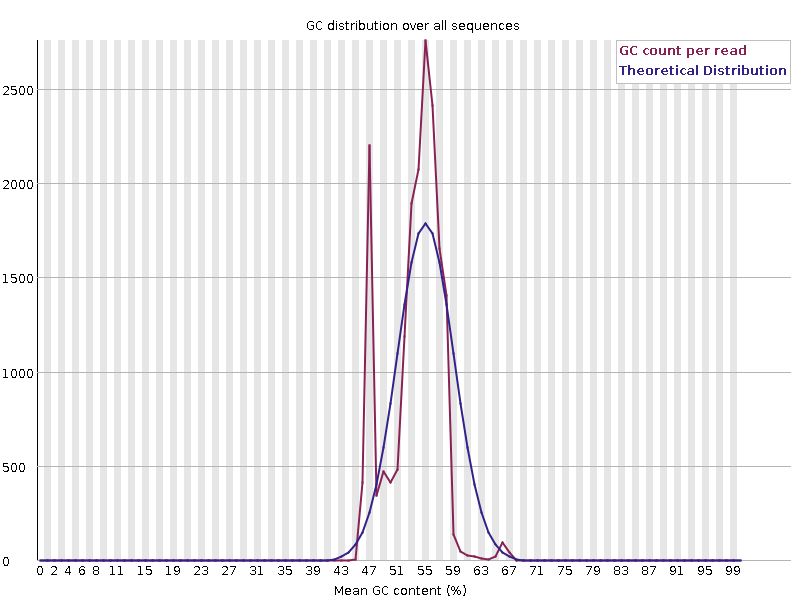 GC distribution over all sequences
GC count per read
Theoretical Distribution
2500
2000
1500
1000
500
0
0 2 4 6 8 11 15 19 23 27 31 35 39 43 47 51 55 59 63 67 71 75 79 83 87 91 95 99
Mean GC content (%)